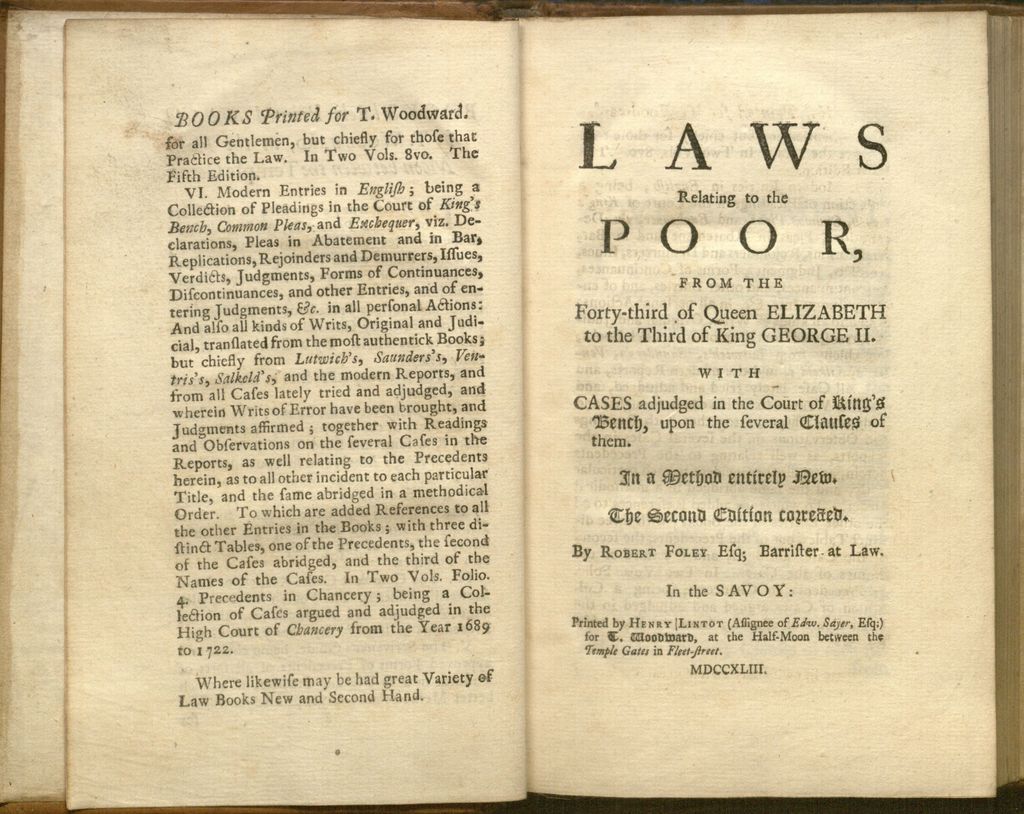 BOOKS Printed for T. Woodward.
for all Gentlemen, but chiefly for thoſe that
Practice the Law. In Two Vols. 8vo. The
Fifth Edition.
VI. Modern Entries in Engliſh; being a
Collection of Pleadings in the Court of King's
Bench, Common Pleas, and Exchequer, viz. De-
clarations, Pleas in Abatement and in Bar,
Replications, Rejoinders and Demurrers, Iſſues,
Verdicts, Judgments, Forms of Continuances,
Diſcontinuances, and other Entries, and of en-
tering Judgments, &c. in all perſonal Actions:
And alſo all kinds of Writs, Original and Judi-
cial, tranſlated from the moſt authentick Books;
but chiefly from Lutwich's, Saunders's, Ven-
tris's, Salkeld's, and the modern Reports, and
from all Caſes lately tried and adjudged, and
wherein Writs of Error have been brought, and
Judgments affirmed; together with Readings
and Obſervations on the ſeveral Caſes in the
Reports, as well relating to the Precedents
herein, as to all other incident to each particular
Title, and the ſame abridged in a methodical
Order. To which are added References to all
the other Entries in the Books; with three di-
ſtinct Tables, one of the Precedents, the ſecond
of the Caſes abridged, and the third of the
Names of the Caſes. In Two Vols. Folio.
4. Precedents in Chancery; being a Col-
lection of Caſes argued and adjudged in the
High Court of Chancery from the Year 1689
to 1722.
Where likewiſe may be had great Variety of
Law Books New and Second Hand.
LAWS
Relating to the
POOR,
FROM THE
Forty-third of Queen ELIZABETH
to the Third of King GEORGE II.
WITH
CASES adjudged in the Court of King's
Bench, upon the ſeveral Clauſes of
them.
In a Method entirely New.
The Second Edition corrected.
By ROBERT FOLEY Eſq; Barriſter at Law.
In the SAVOY:
Printed by HENRY LINTOT (Aſſignee of Edw. Sayer, Eſq:)
for T. Woodward, at the Half-Moon between the
Temple Gates in Fleet-ſtreet.
MDCCXLIII.